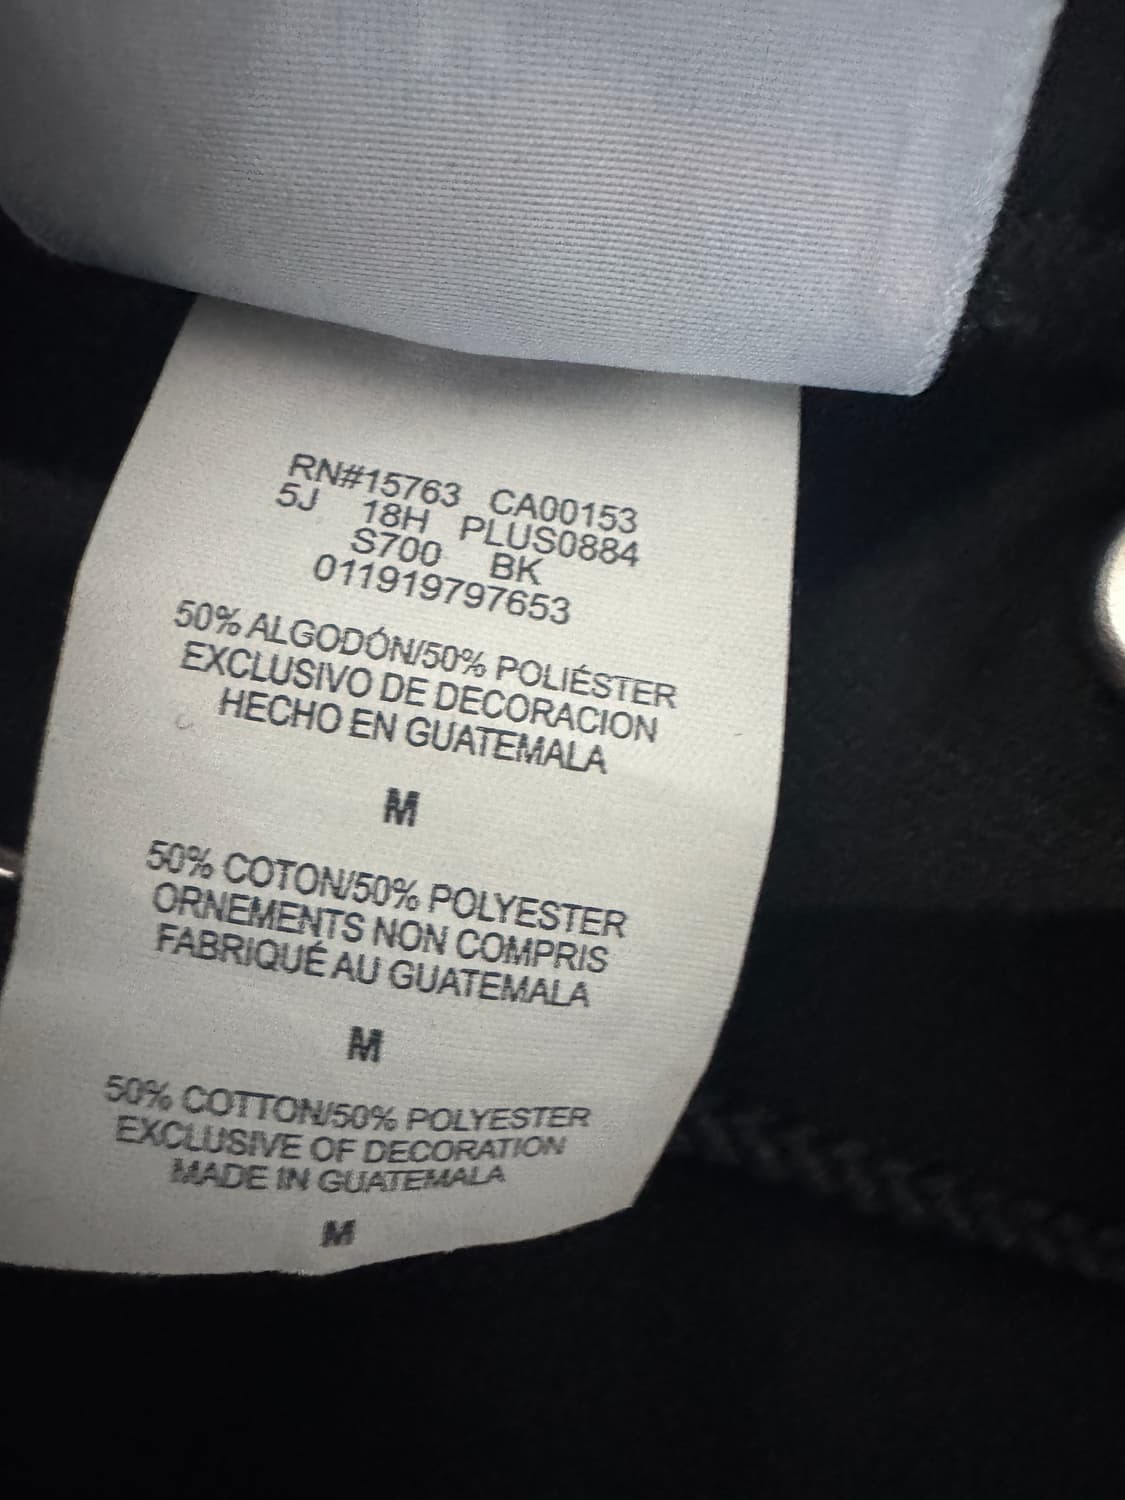 RN#15763 CA00153
5J 18H PLUS0884
S700 BK
011919797653
50% ALGODÓN/50% POLIÉSTER
EXCLUSIVO DE DECORACION
HECHO EN GUATEMALA
M
50% COTON/50% POLYESTER
ORNEMENTS NON COMPRIS
FABRIQUÉ AU GUATEMALA
M
50% COTTON/50% POLYESTER
EXCLUSIVE OF DECORATION
MADE IN GUATEMALA
M